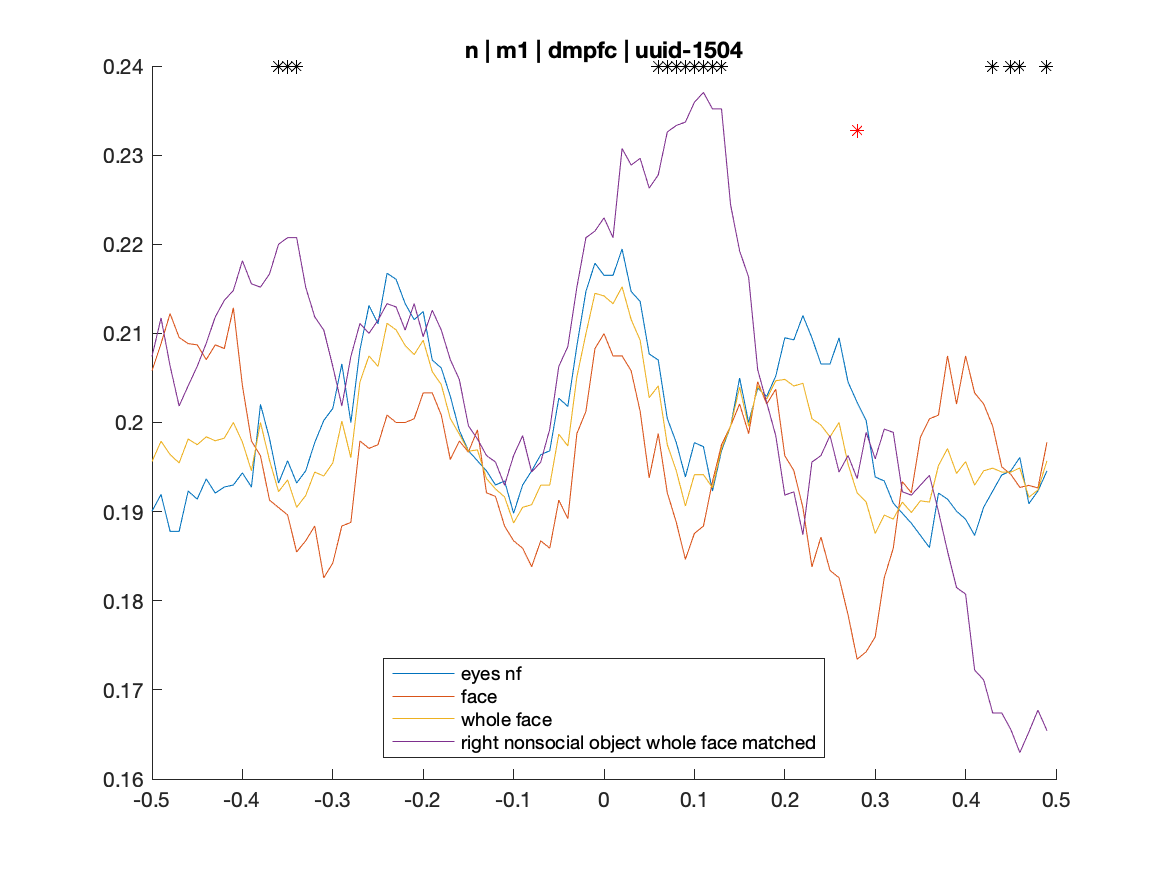 n | m1 | dmpfc | uuid-1504
0.24
0.23
0.22
0.21
0.2
0.19
0.18
0.17
0.16
eyes nf
face
whole face
right nonsocial object whole face matched
-0.5 -0.4 -0.3 -0.2 -0.1 0 0.1 0.2 0.3 0.4 0.5